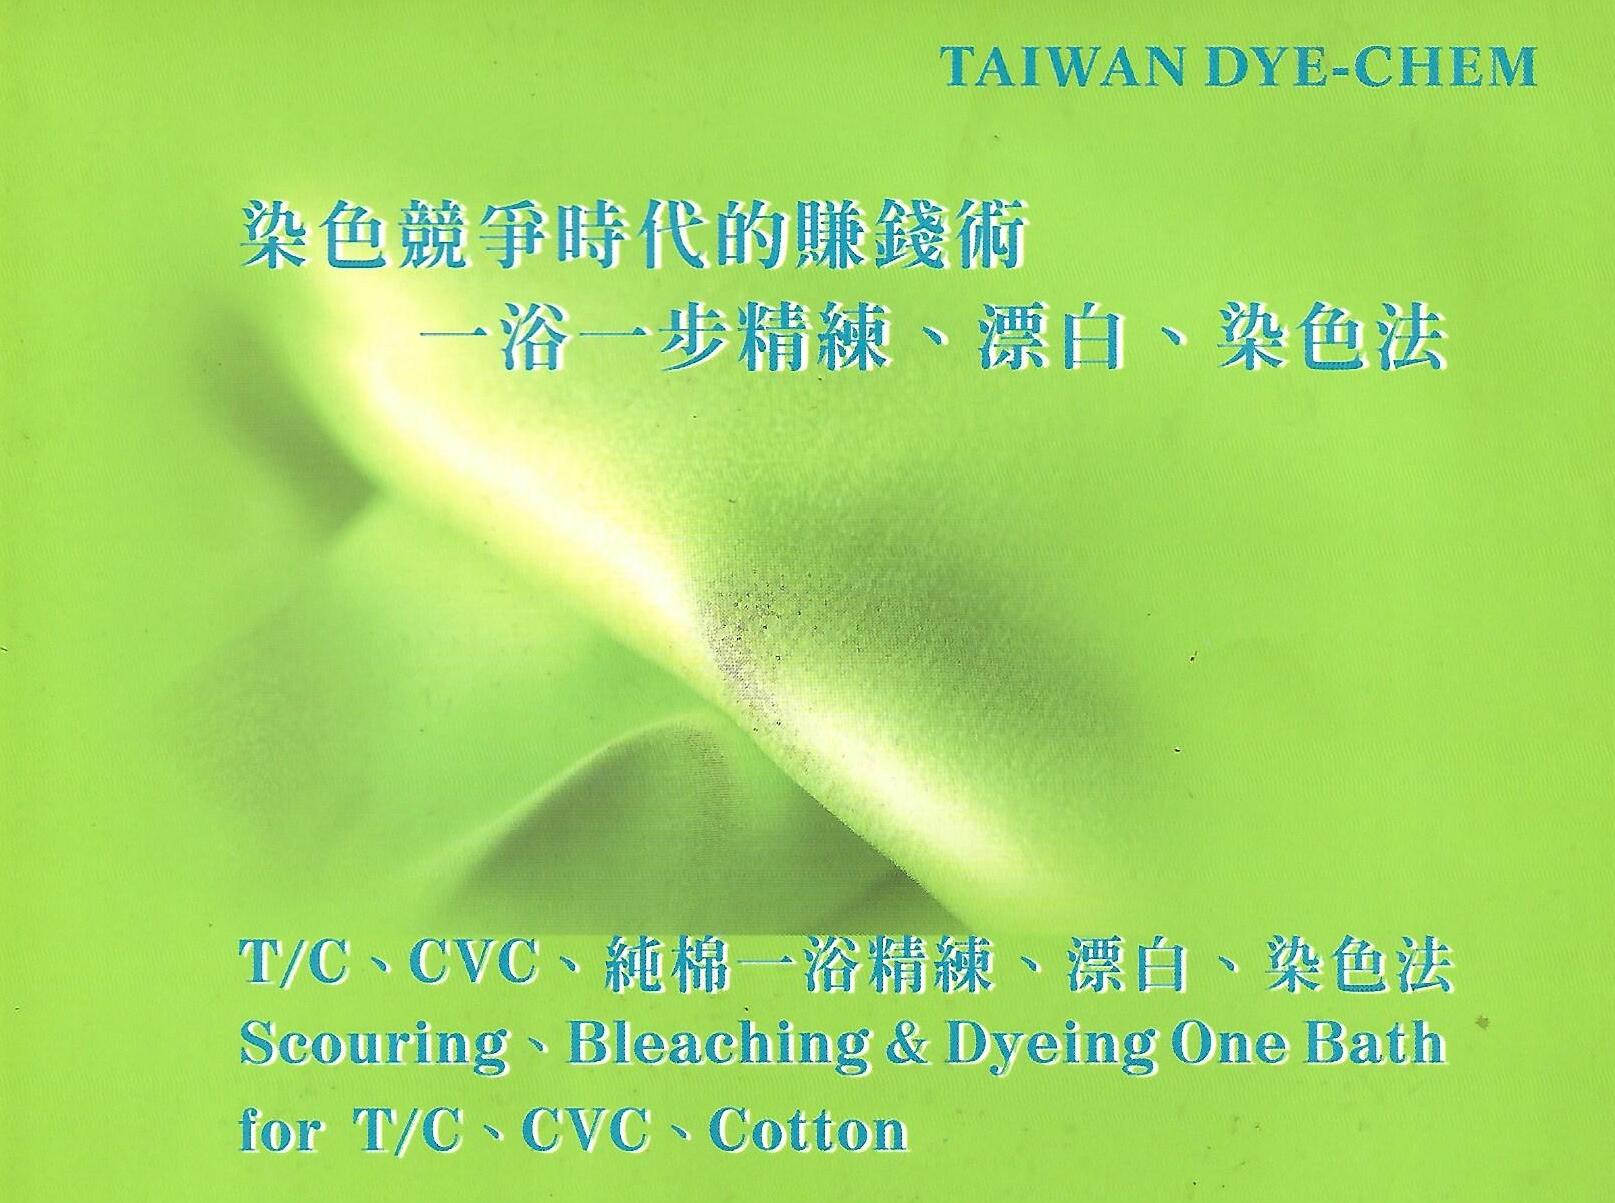 TAIWAN DYE-CHEM
染色競爭時代的賺錢術
一浴一步精練、漂白、染色法
T/C、CVC、純棉一浴精練、漂白、染色法
Scouring、Bleaching & Dyeing One Bath
for T/C、CVC、Cotton